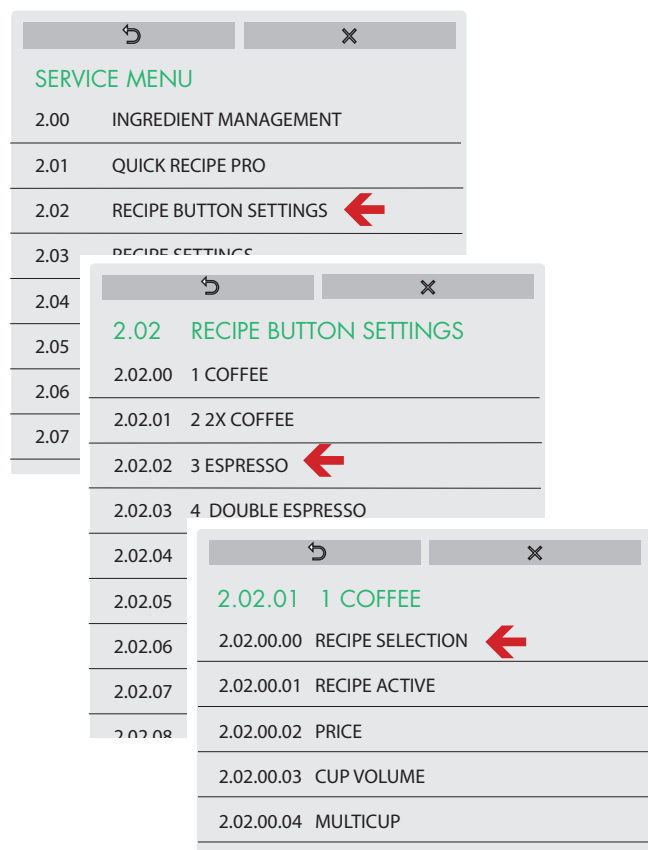 SERVICE MENU
2.00 INGREDIENT MANAGEMENT
2.01 QUICK RECIPE PRO
2.02 RECIPE BUTTON SETTINGS
2.03 RECIPE SETTINGS
2.04
2.05
2.06
2.07
2.02 RECIPE BUTTON SETTINGS
2.02.00 1 COFFEE
2.02.01 2 2X COFFEE
2.02.02 3 ESPRESSO
2.02.03 4 DOUBLE ESPRESSO
2.02.04
2.02.05
2.02.06
2.02.07
2.02.08
2.02.01 1 COFFEE
2.02.00.00 RECIPE SELECTION
2.02.00.01 RECIPE ACTIVE
2.02.00.02 PRICE
2.02.00.03 CUP VOLUME
2.02.00.04 MULTICUP